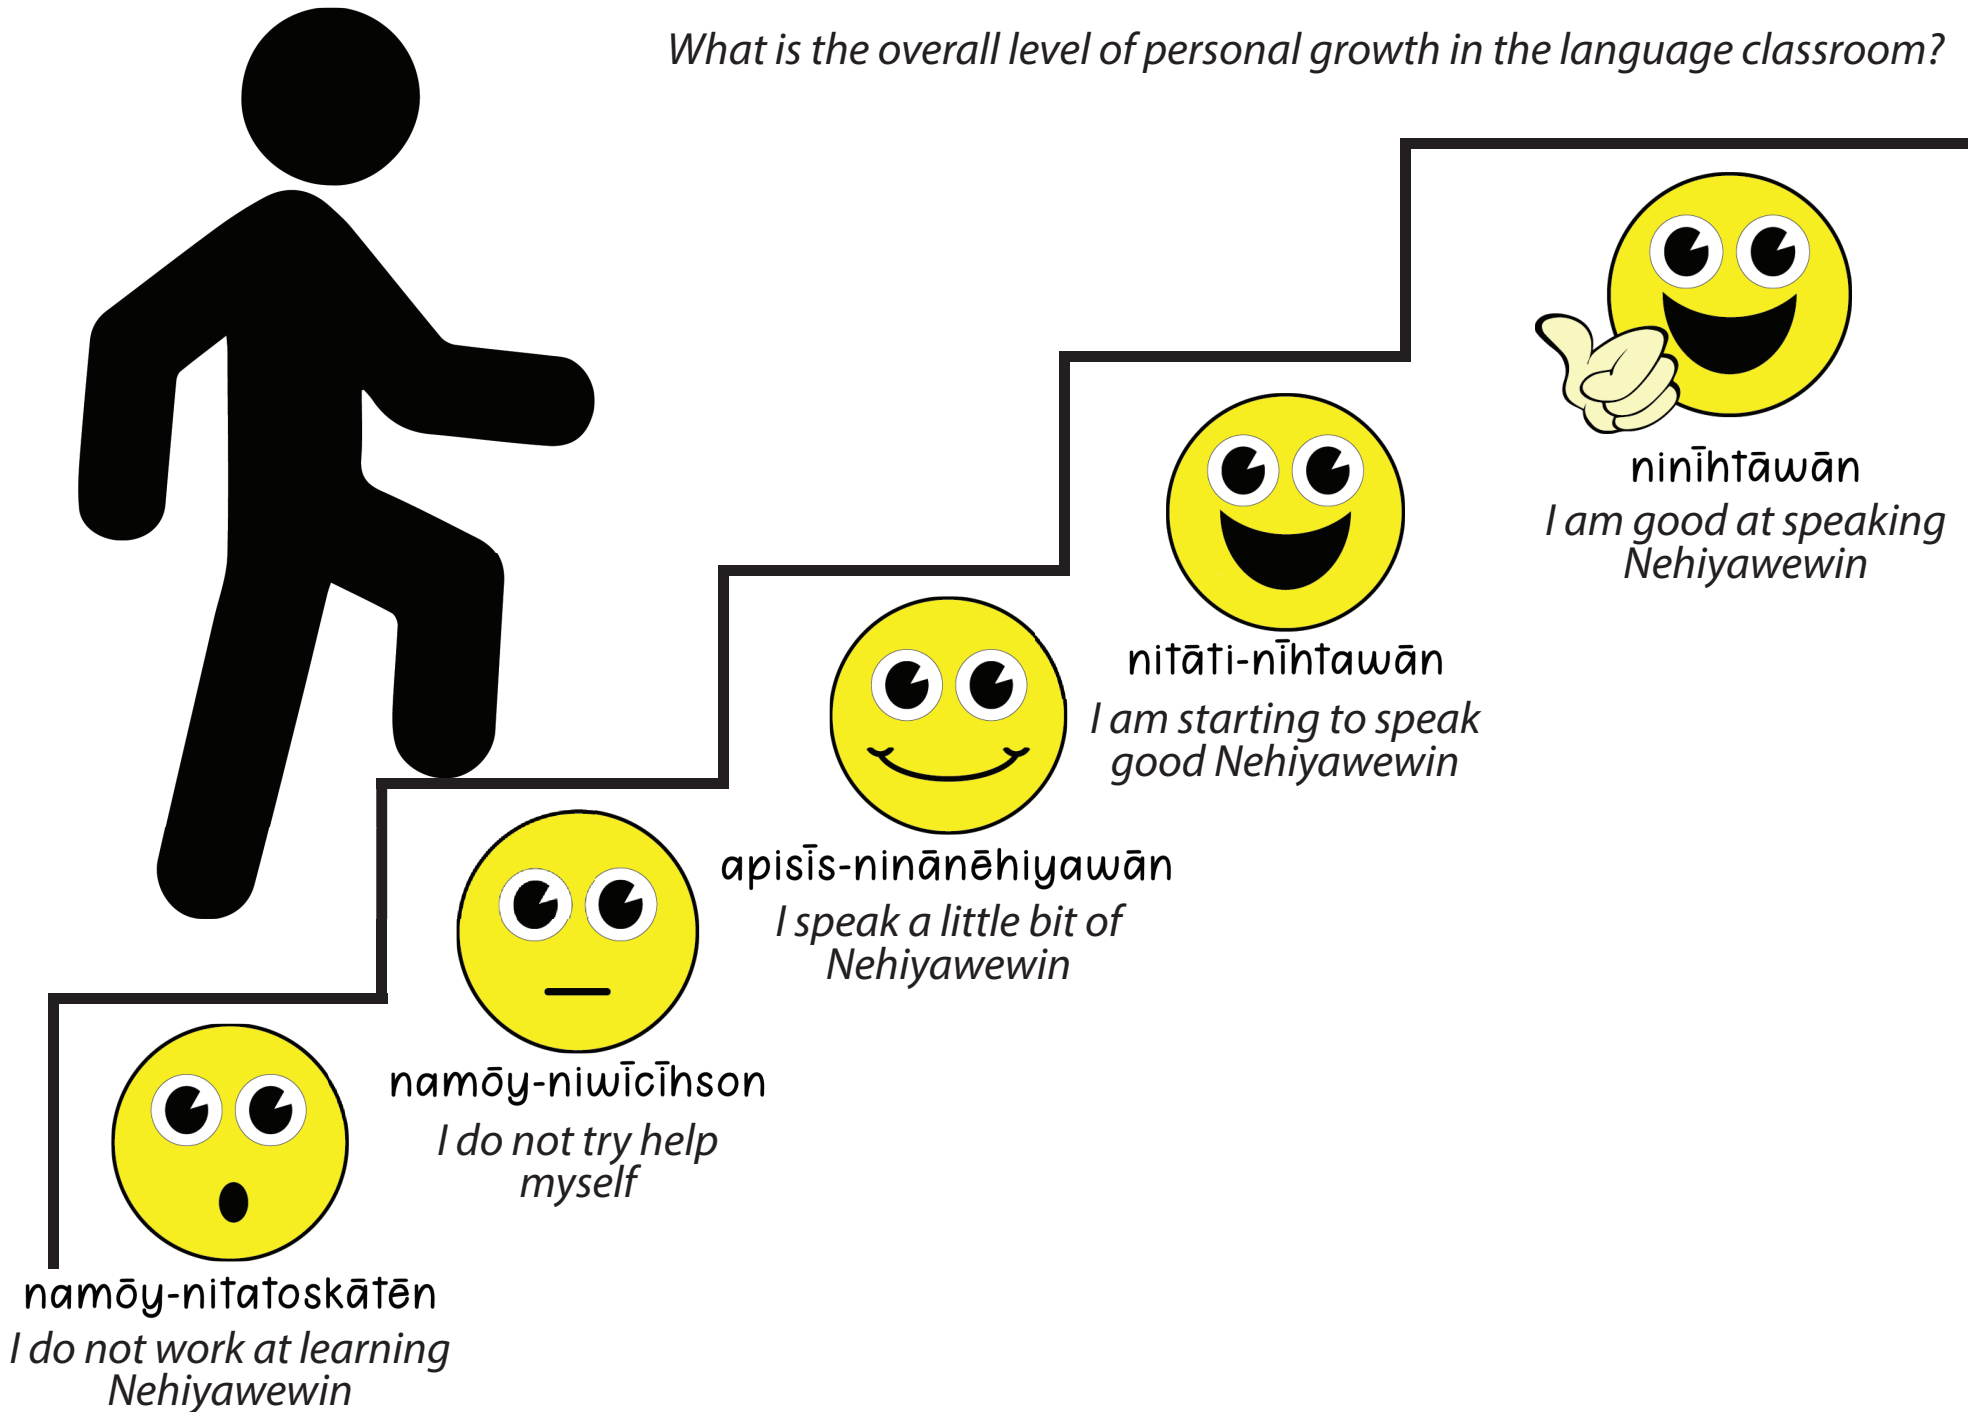 What is the overall level of personal growth in the language classroom?
ninīhtāwān
I am good at speaking
Nehiyawewin
nitāti-nīhtawān
I am starting to speak
good Nehiyawewin
apisīs-ninānēhiyawān
I speak a little bit of
Nehiyawewin
namōy-niwīcīhson
I do not try help
myself
namōy-nitatoskātēn
I do not work at learning
Nehiyawewin